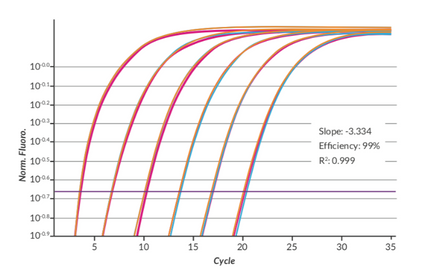 10⁻⁰·⁰
10⁻⁰·¹
10⁻⁰·²
10⁻⁰·³
10⁻⁰·⁴
10⁻⁰·⁵
10⁻⁰·⁶
10⁻⁰·⁷
10⁻⁰·⁸
10⁻⁰·⁹
Norm. Fluoro.
Slope: -3.334
Efficiency: 99%
R²: 0.999
5 10 15 20 25 30 35
Cycle